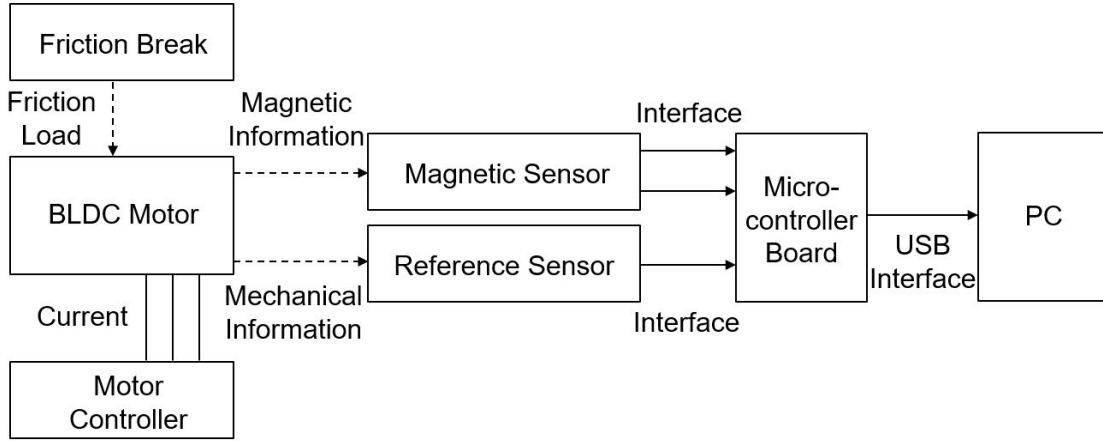 Friction Break
Friction
Load
Magnetic
Information
Interface
BLDC Motor
Magnetic Sensor
Micro-
controller
Board
PC
Reference Sensor
USB
Interface
Mechanical
Information
Interface
Current
Motor
Controller